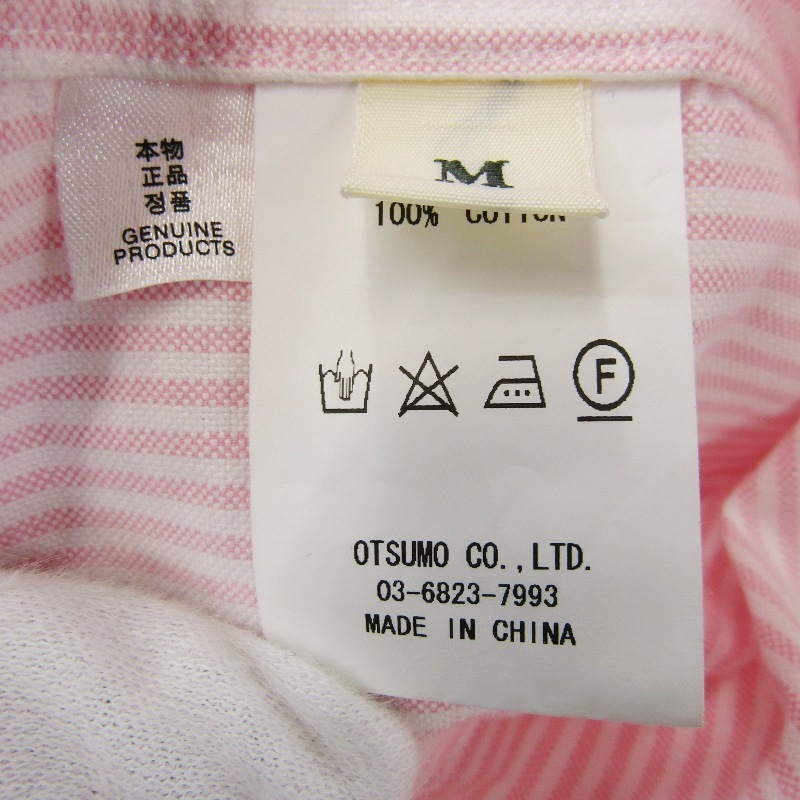 本物
正品
정품
GENUINE
PRODUCTS
M
100% COTTON
F
OTSUMO CO.,LTD.
03-6823-7993
MADE IN CHINA